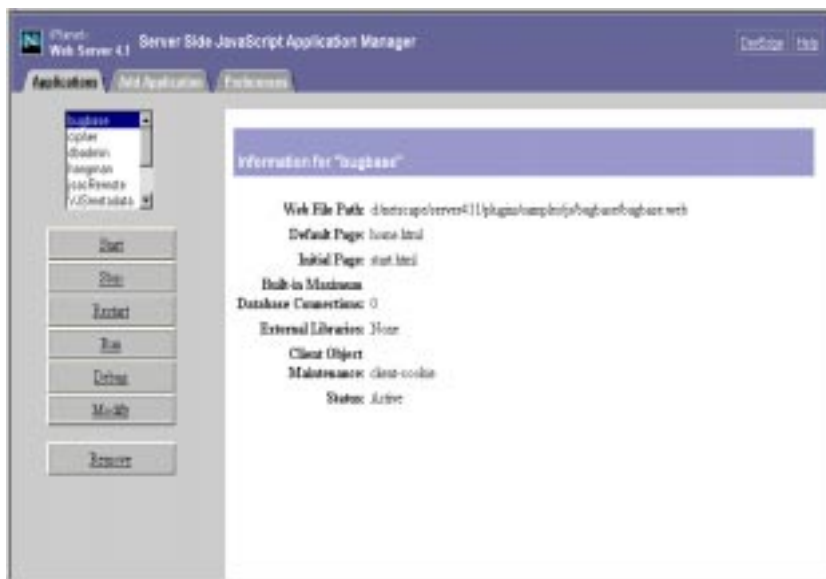 iPlanet
Web Server 4.1
Server Side JavaScript Application Manager
DevEdge Help
Applications Add Application Preferences
bugbase
cipher
dbadmin
hangman
Start
Stop
Restart
Run
Debug
Modify
Remove
Information for "bugbase"
Web File Path: d:/netscape/server411/plugins/samples/js/bugbase/bugbase.web
Default Page: home.html
Initial Page: start.html
Built-in Maximum
Database Connections: 0
External Libraries: None
Client Object
Maintenance: client-cookie
Status: Active